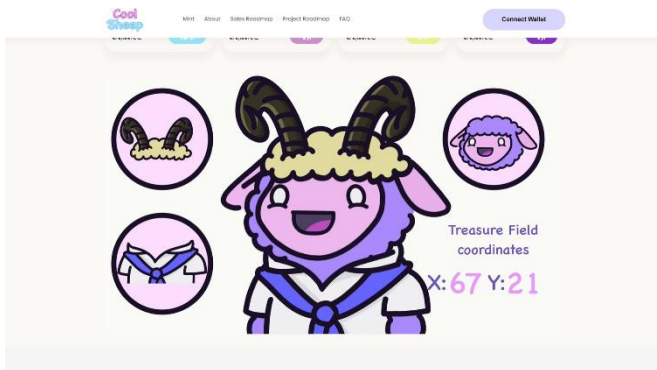 Cool
Sheep
Mint About Sales Roadmap Project Roadmap FAQ
Connect Wallet
Treasure Field
coordinates
X:67 Y:21